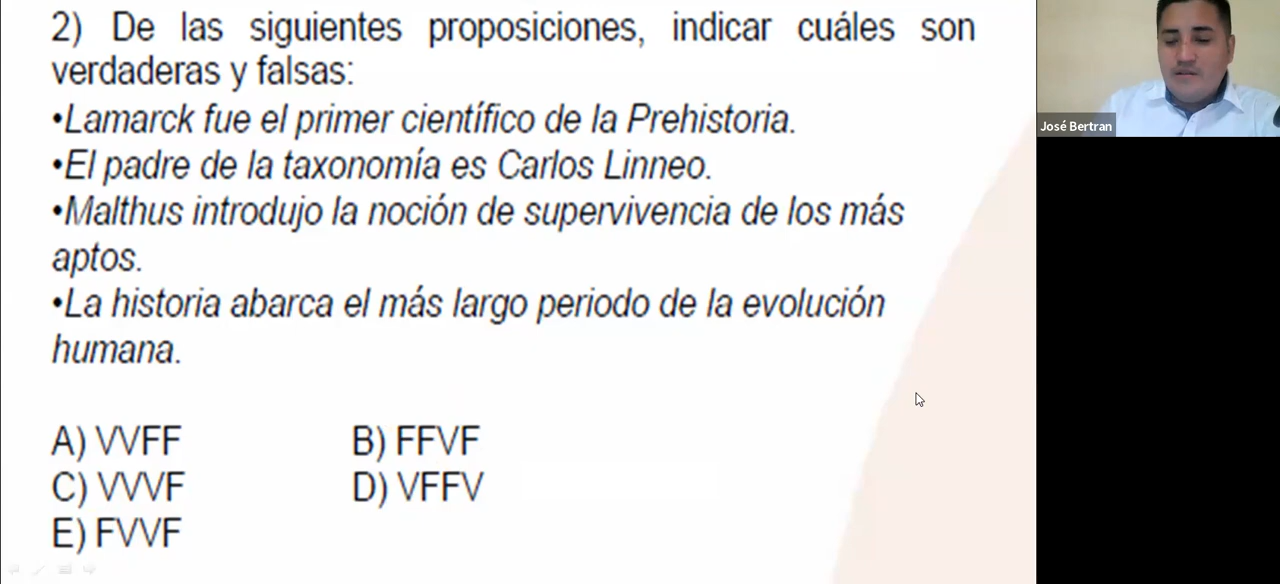 2) De las siguientes proposiciones, indicar cuáles son
verdaderas y falsas:
•Lamarck fue el primer científico de la Prehistoria.
•El padre de la taxonomía es Carlos Linneo.
•Malthus introdujo la noción de supervivencia de los más
aptos.
•La historia abarca el más largo periodo de la evolución
humana.
A) VVFF B) FFVF
C) VVVF D) VFFV
E) FVVF
José Bertran